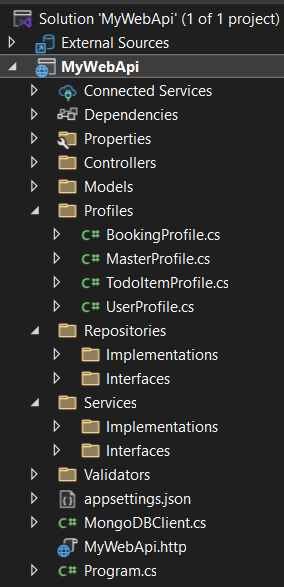 Solution 'MyWebApi' (1 of 1 project)
External Sources
MyWebApi
Connected Services
Dependencies
Properties
Controllers
Models
Profiles
C# BookingProfile.cs
C# MasterProfile.cs
C# TodoItemProfile.cs
C# UserProfile.cs
Repositories
Implementations
Interfaces
Services
Implementations
Interfaces
Validators
appsettings.json
C# MongoDBClient.cs
MyWebApi.http
C# Program.cs